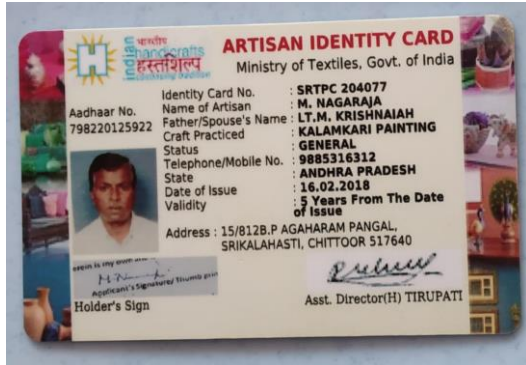 भारतीय
indian handicrafts
हस्तशिल्प
ARTISAN IDENTITY CARD
Ministry of Textiles, Govt. of India
Aadhaar No.
798220125922
Identity Card No. : SRTPC 204077
Name of Artisan : M. NAGARAJA
Father/Spouse's Name : LT.M. KRISHNAIAH
Craft Practiced : KALAMKARI PAINTING
Status : GENERAL
Telephone/Mobile No. : 9885316312
State : ANDHRA PRADESH
Date of Issue : 16.02.2018
Validity : 5 Years From The Date
of Issue
Address : 15/812B.P AGAHARAM PANGAL,
SRIKALAHASTI, CHITTOOR 517640
Applicant's Signature/ Thumb
Holder's Sign
Asst. Director(H) TIRUPATI